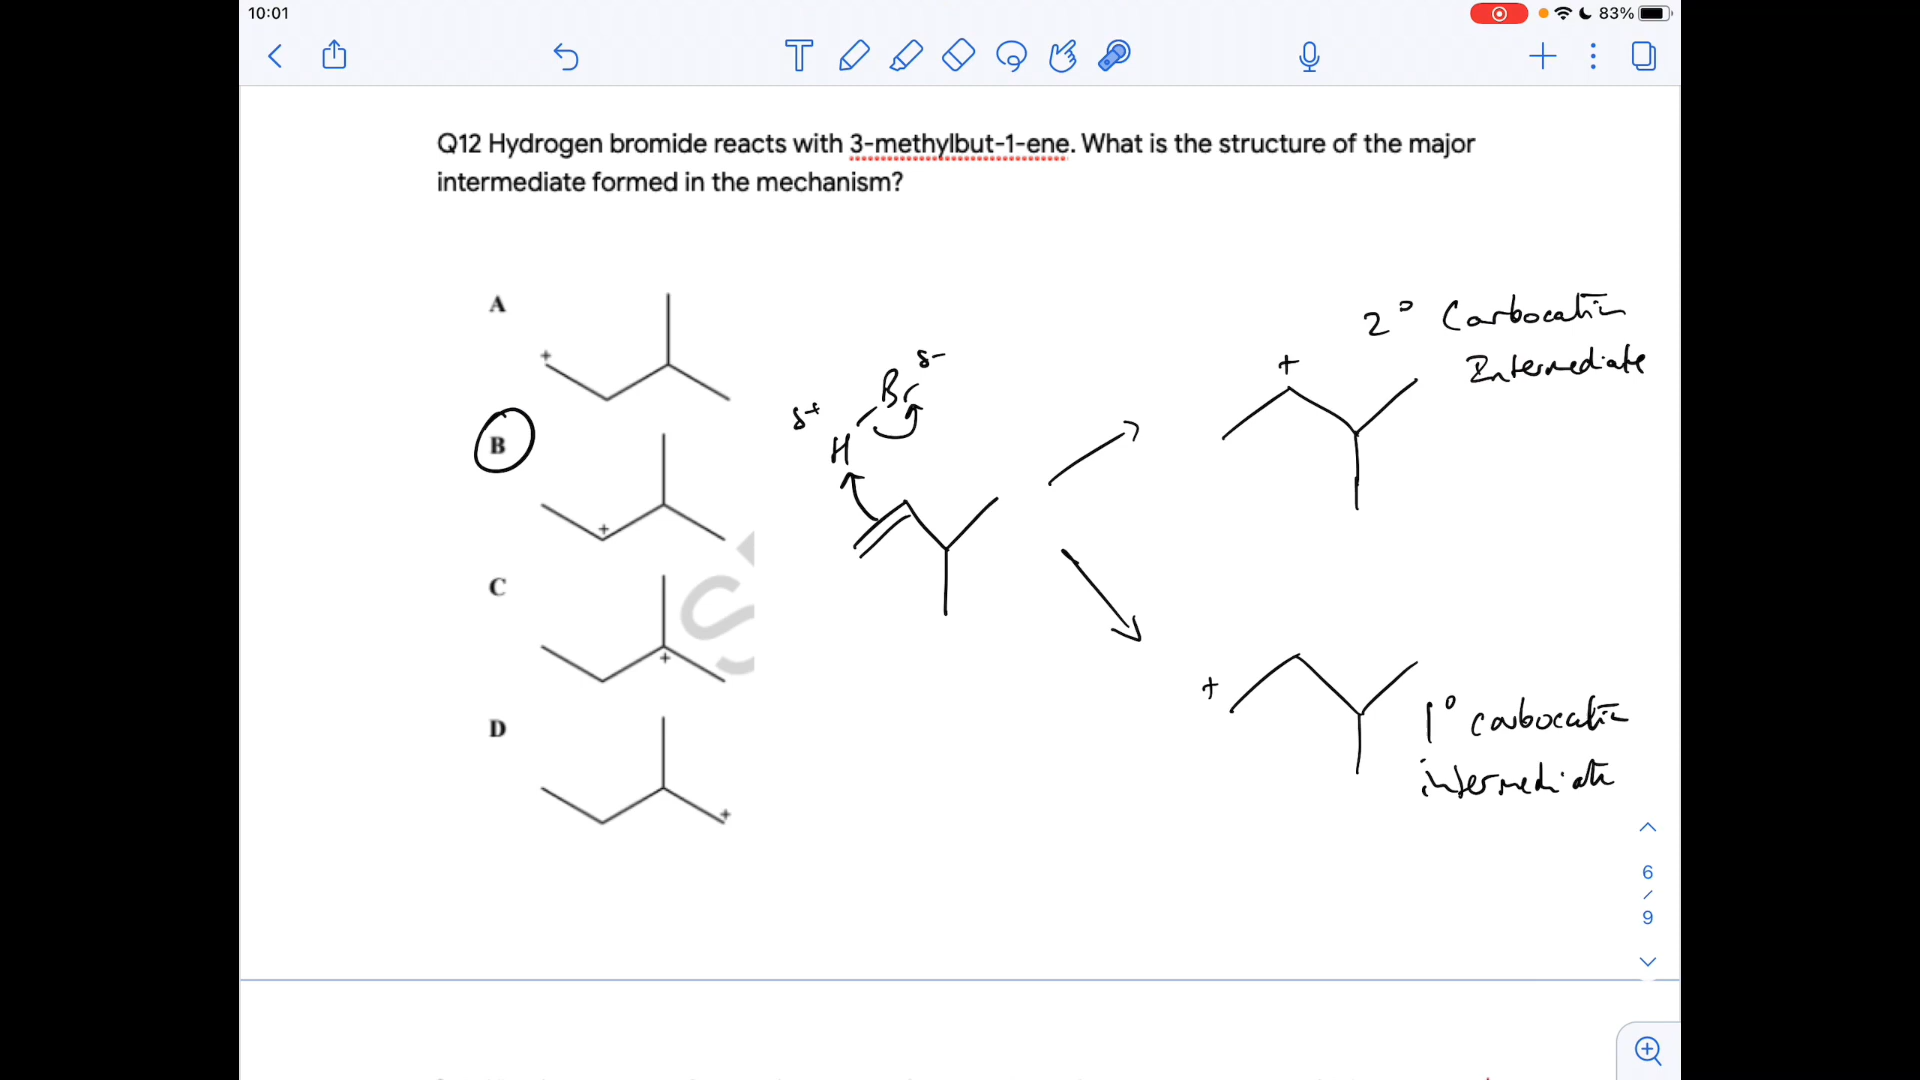 10:01
83%
T
Q12 Hydrogen bromide reacts with 3-methylbut-1-ene. What is the structure of the major
intermediate formed in the mechanism?
A
+
B
+
C
+
D
+
δ+
H
Br
δ-
+
2° Carbocation
Intermediate
+
1° carbocation
intermediate
6
/
9